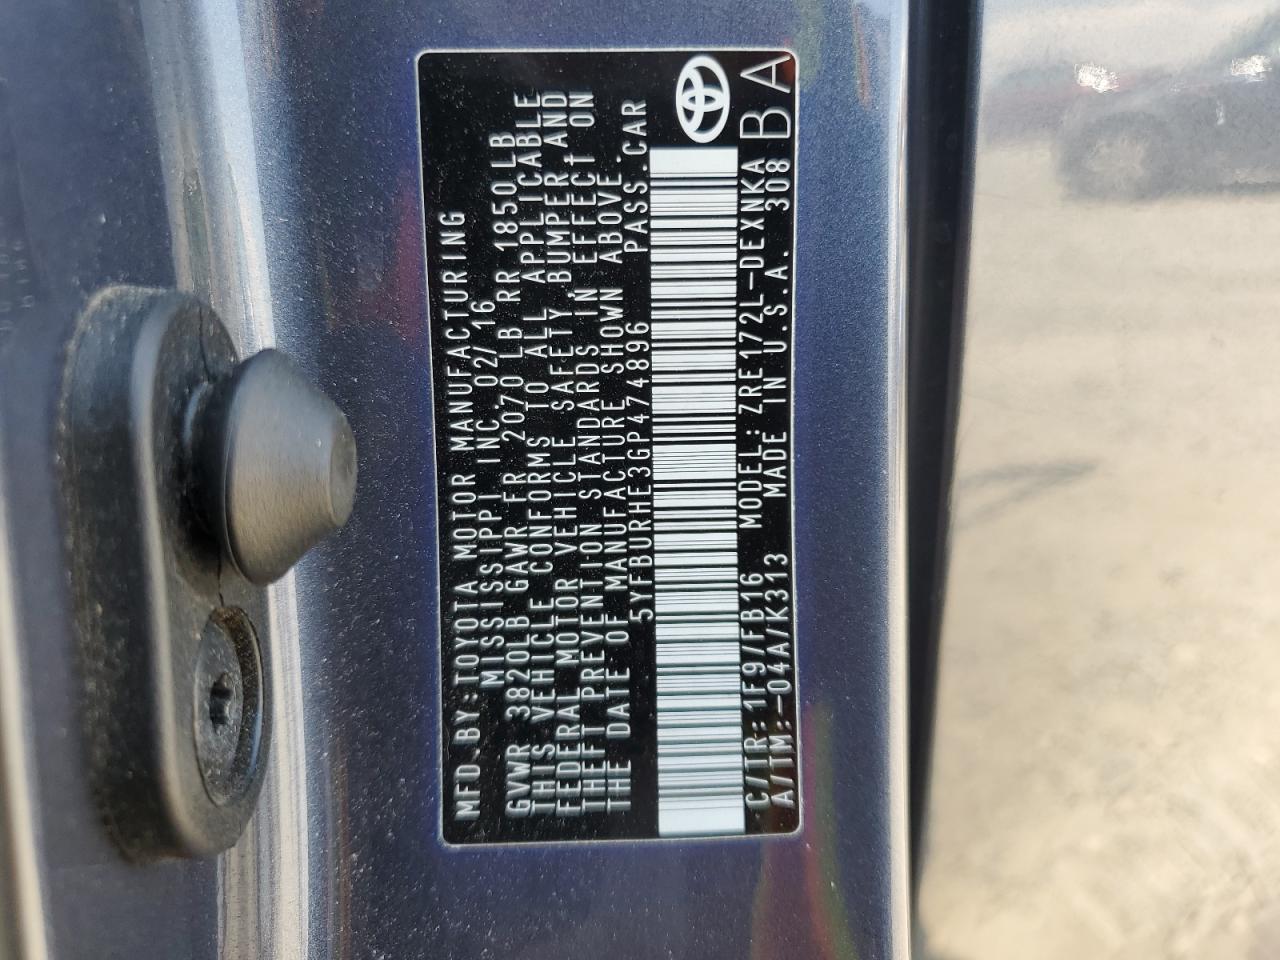 MFD.BY:TOYOTA MOTOR MANUFACTURING
MISSISSIPPI INC. 02/16
GVWR 3820LB GAWR FR 2070LB RR 1850LB
THIS VEHICLE CONFORMS TO ALL APPLICABLE
FEDERAL MOTOR VEHICLE SAFETY,BUMPER,AND
THEFT PREVENTION STANDARDS IN EFFECT ON
THE DATE OF MANUFACTURE SHOWN ABOVE.
5YFBURHE3GP474896 PASS.CAR
C/TR: 1F9/FB16 MODEL: ZRE172L-DEXNKA
A/TM:-04A/K313 MADE IN U.S.A. 308
BA